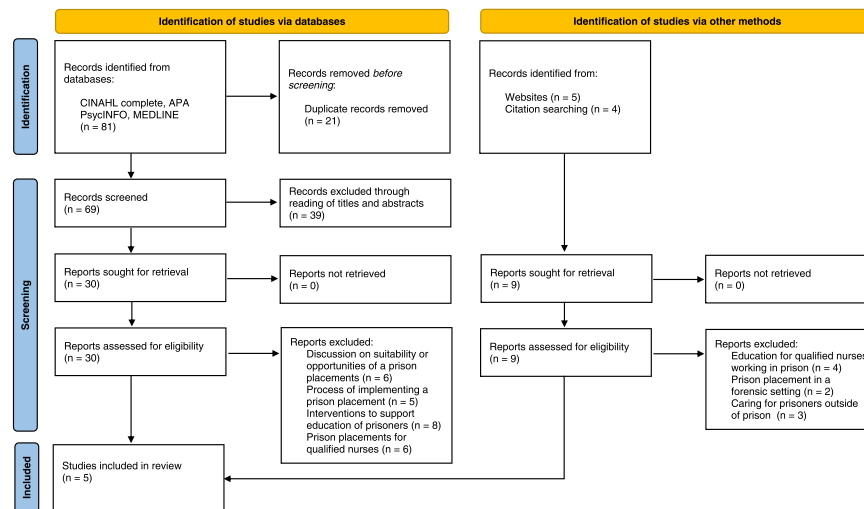 Identification of studies via databases
Identification of studies via other methods
Identification
Records identified from
databases:
CINAHL complete, APA
PsycINFO, MEDLINE
(n = 81)
Records removed before
screening:
Duplicate records removed
(n = 21)
Records identified from:
Websites (n = 5)
Citation searching (n = 4)
Screening
Records screened
(n = 69)
Records excluded through
reading of titles and abstracts
(n = 39)
Reports sought for retrieval
(n = 30)
Reports not retrieved
(n = 0)
Reports sought for retrieval
(n = 9)
Reports not retrieved
(n = 0)
Reports assessed for eligibility
(n = 30)
Reports excluded:
Discussion on suitability or
opportunities of a prison
placements (n = 6)
Process of implementing a
prison placement (n = 5)
Interventions to support
education of prisoners (n = 8)
Prison placements for
qualified nurses (n = 6)
Reports assessed for eligibility
(n = 9)
Reports excluded:
Education for qualified nurses
working in prison (n = 4)
Prison placement in a
forensic setting (n = 2)
Caring for prisoners outside
of prison (n = 3)
Included
Studies included in review
(n = 5)